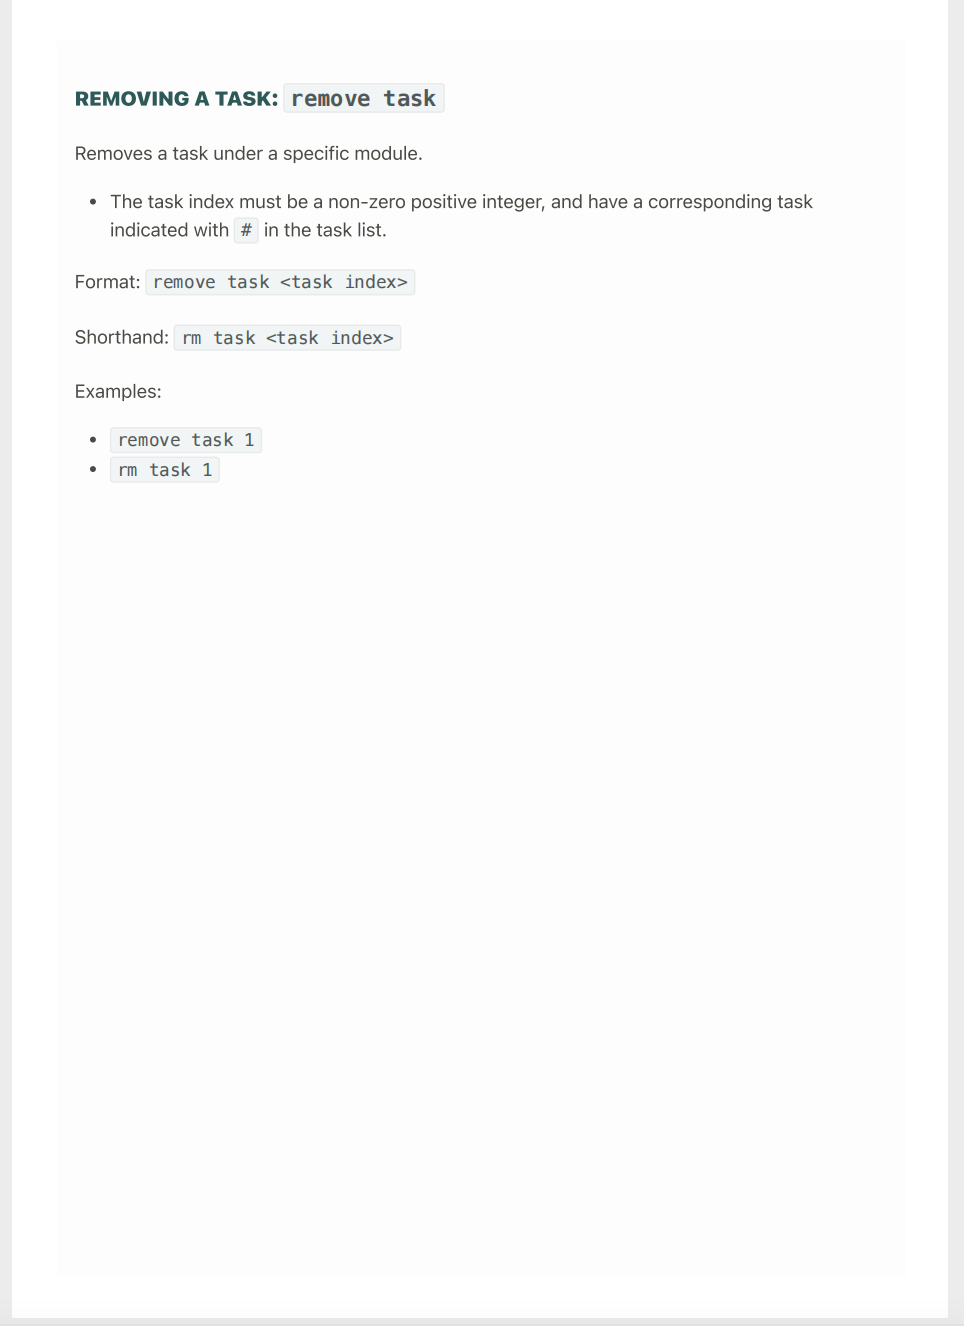 REMOVING A TASK: remove task
Removes a task under a specific module.
• The task index must be a non-zero positive integer, and have a corresponding task
indicated with # in the task list.
Format: remove task <task index>
Shorthand: rm task <task index>
Examples:
• remove task 1
• rm task 1